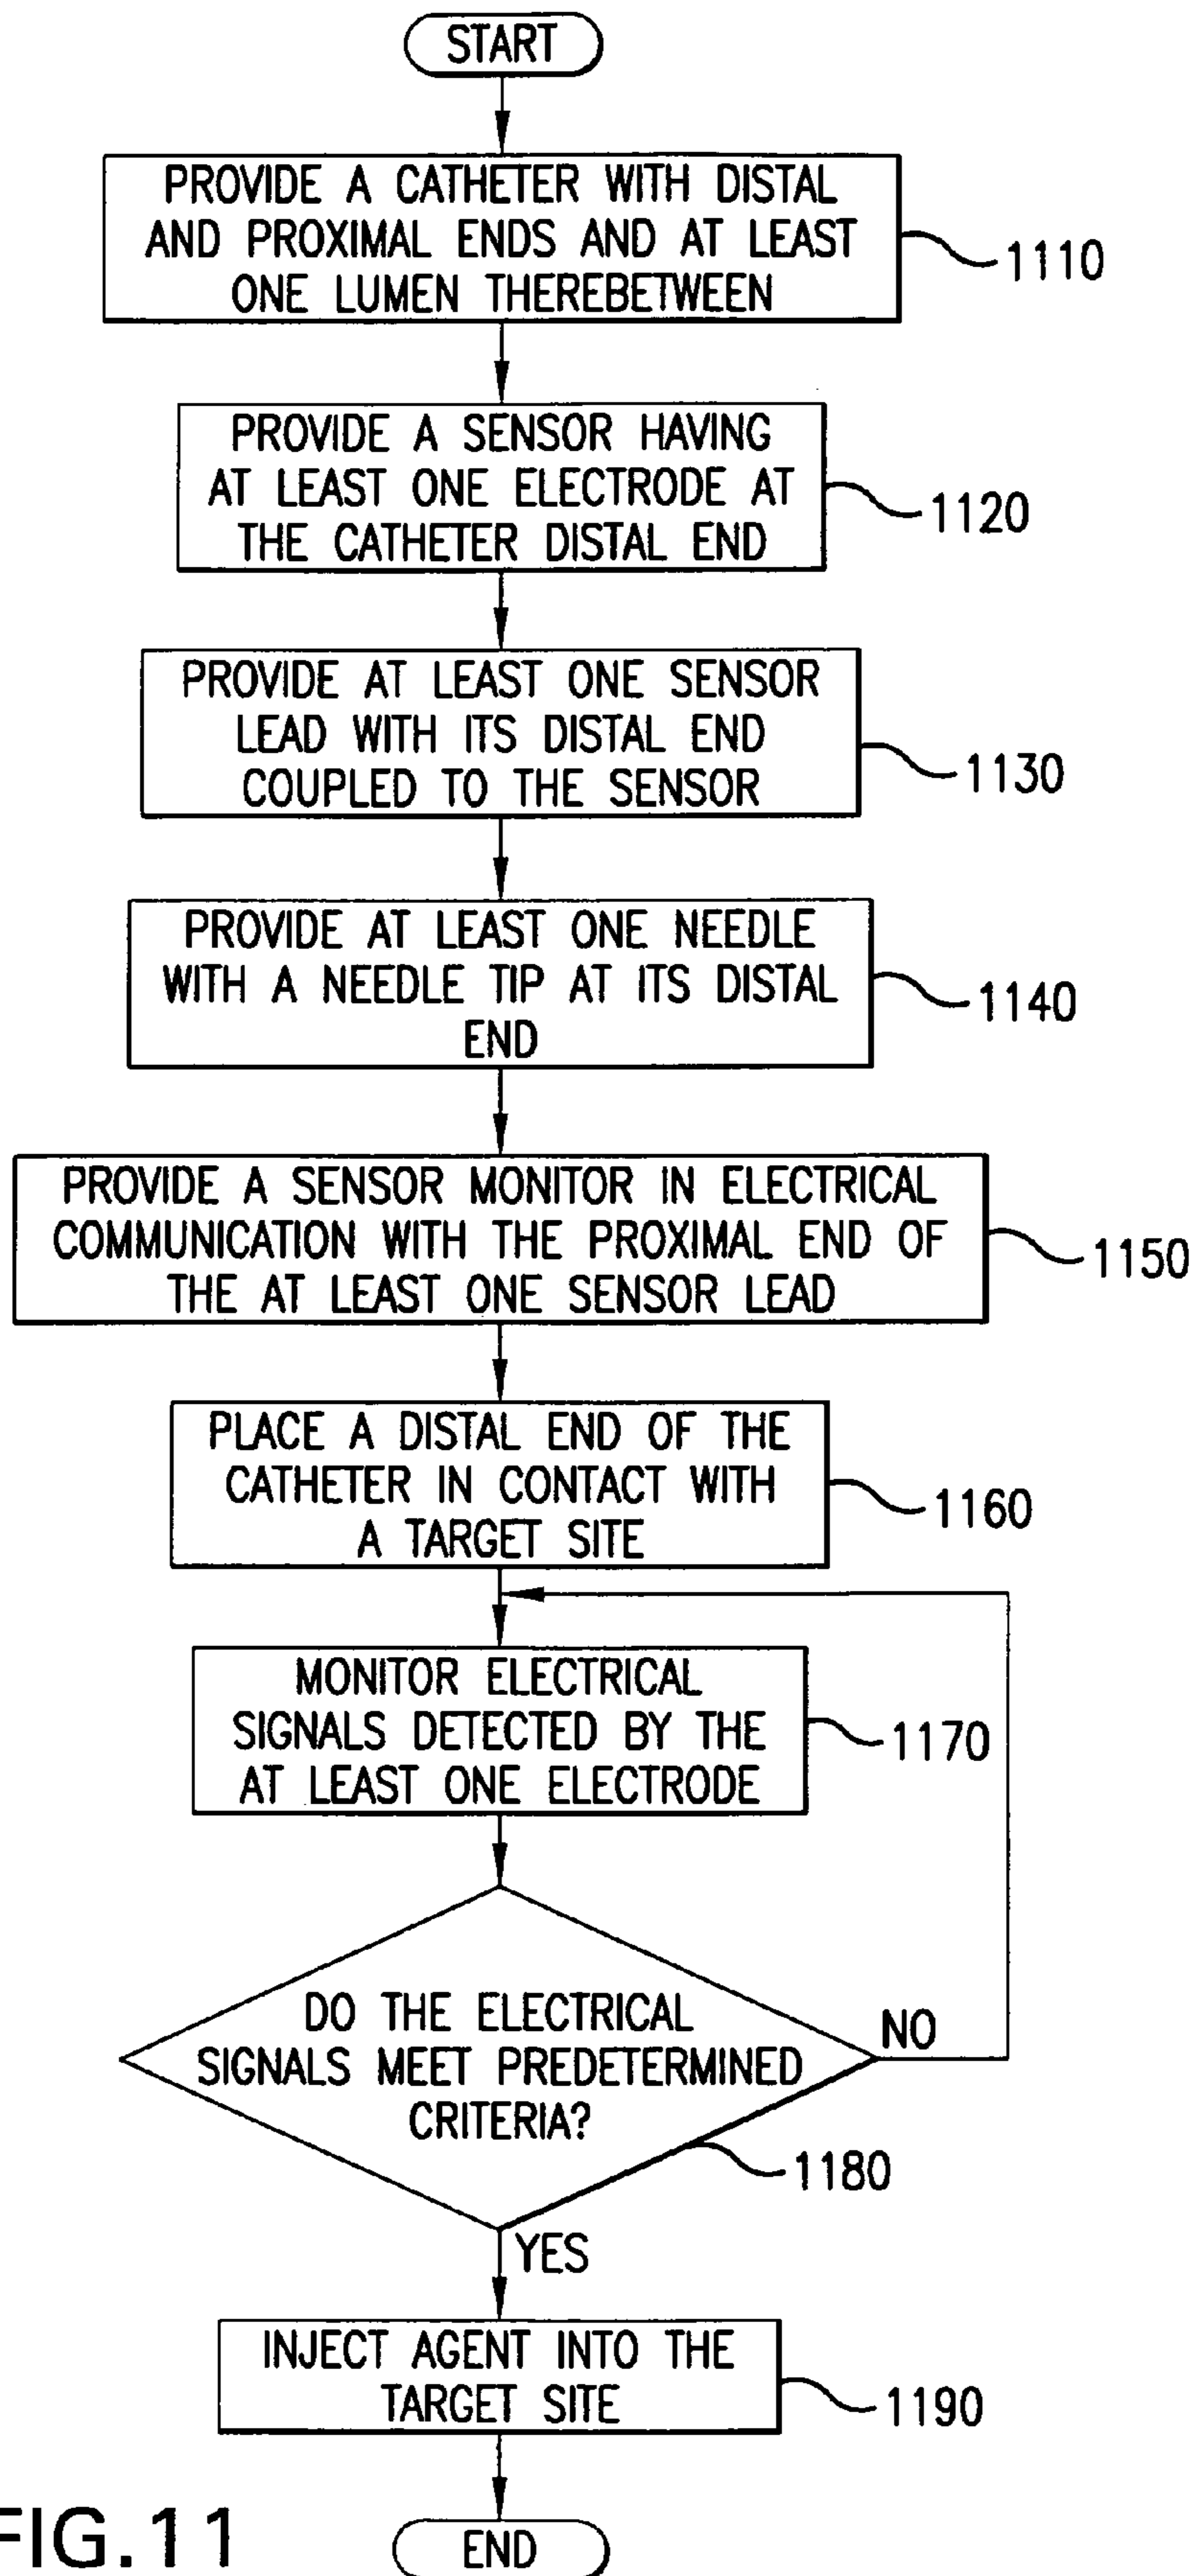 START
PROVIDE A CATHETER WITH DISTAL
AND PROXIMAL ENDS AND AT LEAST
ONE LUMEN THEREBETWEEN
1110
PROVIDE A SENSOR HAVING
AT LEAST ONE ELECTRODE AT
THE CATHETER DISTAL END
1120
PROVIDE AT LEAST ONE SENSOR
LEAD WITH ITS DISTAL END
COUPLED TO THE SENSOR
1130
PROVIDE AT LEAST ONE NEEDLE
WITH A NEEDLE TIP AT ITS DISTAL
END
1140
PROVIDE A SENSOR MONITOR IN ELECTRICAL
COMMUNICATION WITH THE PROXIMAL END OF
THE AT LEAST ONE SENSOR LEAD
1150
PLACE A DISTAL END OF THE
CATHETER IN CONTACT WITH
A TARGET SITE
1160
MONITOR ELECTRICAL
SIGNALS DETECTED BY THE
AT LEAST ONE ELECTRODE
1170
DO THE ELECTRICAL
SIGNALS MEET PREDETERMINED
CRITERIA?
NO
1180
YES
INJECT AGENT INTO THE
TARGET SITE
1190
END
FIG.11